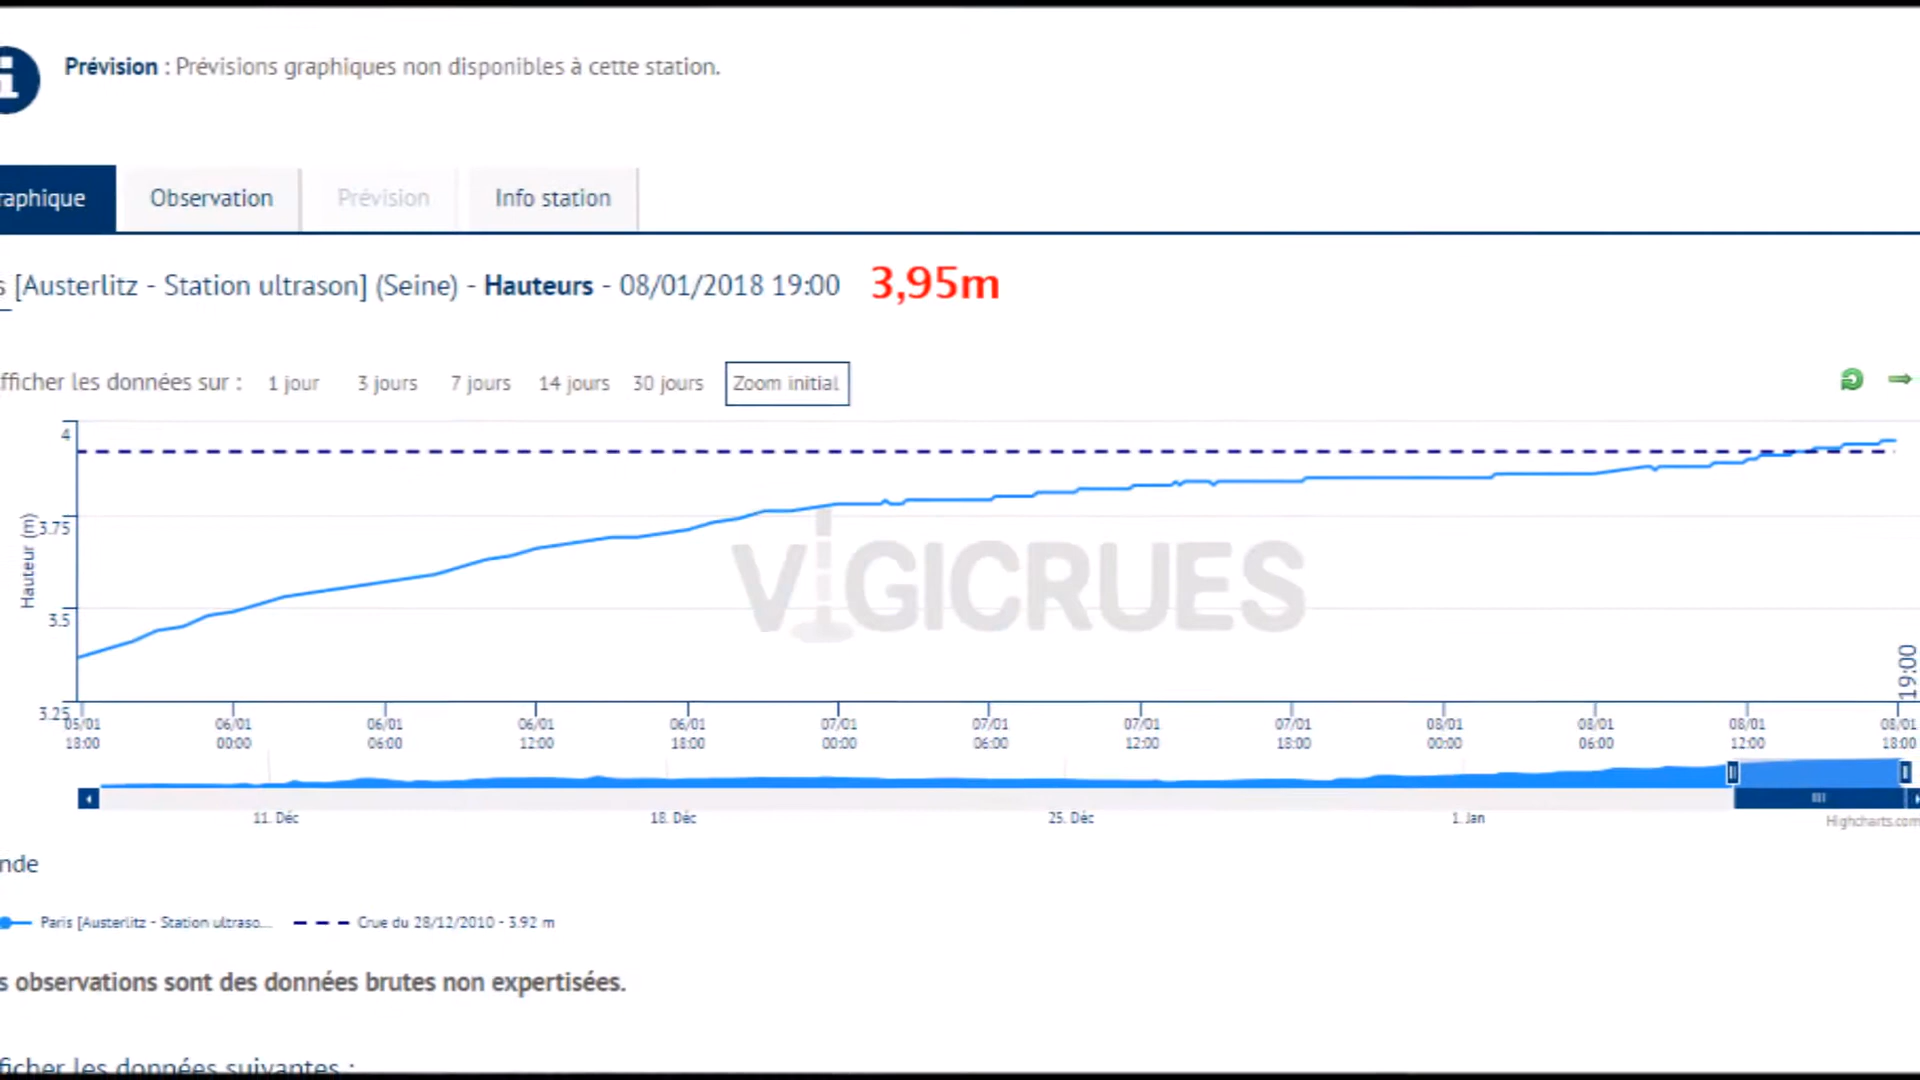 Prévision : Prévisions graphiques non disponibles à cette station.
raphique Observation Prévision Info station
s [Austerlitz - Station ultrason] (Seine) - Hauteurs - 08/01/2018 19:00 3,95m
fficher les données sur : 1 jour 3 jours 7 jours 14 jours 30 jours Zoom initial
4
3.75
3.5
3.25
Hauteur (m)
VIGICRUES
19:00
05/01 06/01 06/01 06/01 06/01 07/01 07/01 07/01 07/01 08/01 08/01 08/01 08/01
18:00 00:00 06:00 12:00 18:00 00:00 06:00 12:00 18:00 00:00 06:00 12:00 18:00
11. Déc 18. Déc 25. Déc 1. Jan
Highcharts.com
nde
Paris [Austerlitz - Station ultraso... Crue du 28/12/2010 - 3.92 m
s observations sont des données brutes non expertisées.
ficher les données suivantes :